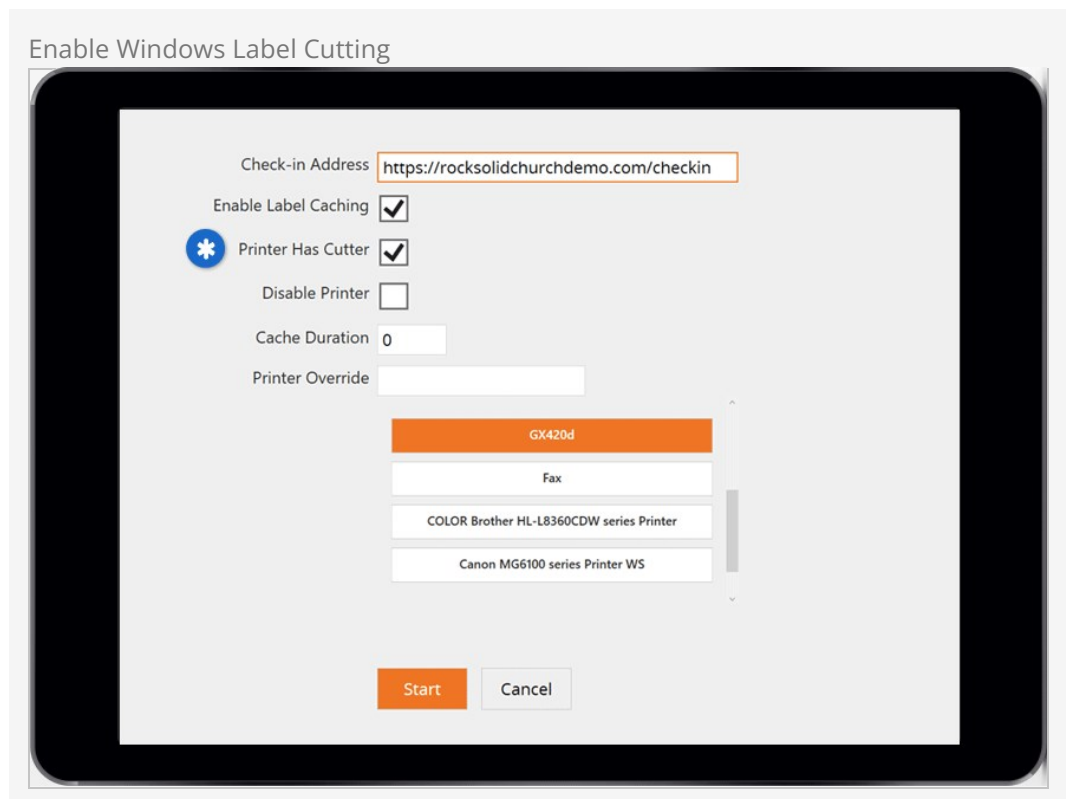 Enable Windows Label Cutting
Check-in Address https://rocksolidchurchdemo.com/checkin
Enable Label Caching
Printer Has Cutter
Disable Printer
Cache Duration 0
Printer Override
GX420d
Fax
COLOR Brother HL-L8360CDW series Printer
Canon MG6100 series Printer WS
Start Cancel